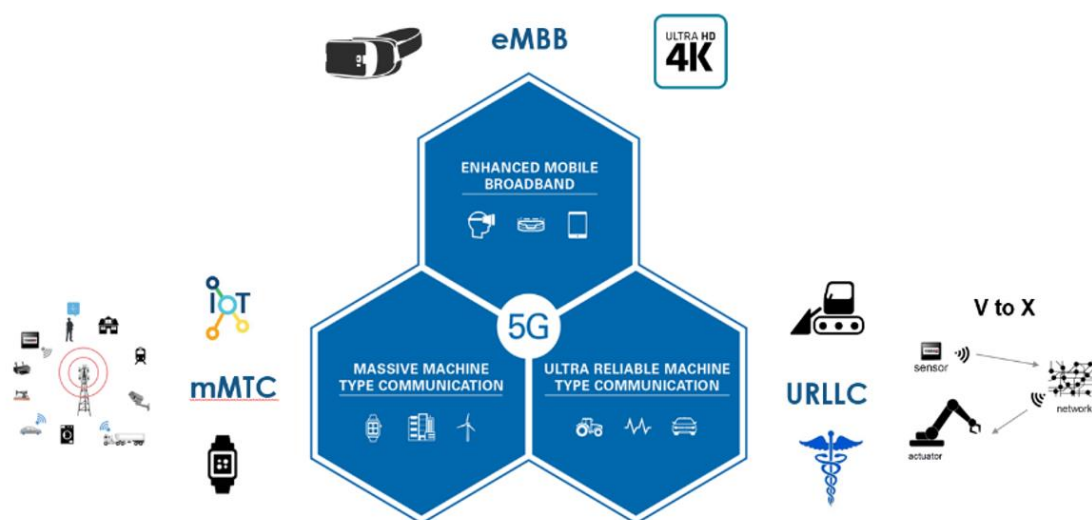 eMBB
ULTRA HD
4K
ENHANCED MOBILE
BROADBAND
IoT
5G
V to X
MASSIVE MACHINE
TYPE COMMUNICATION
ULTRA RELIABLE MACHINE
TYPE COMMUNICATION
mMTC
URLLC
sensor
network
actuator